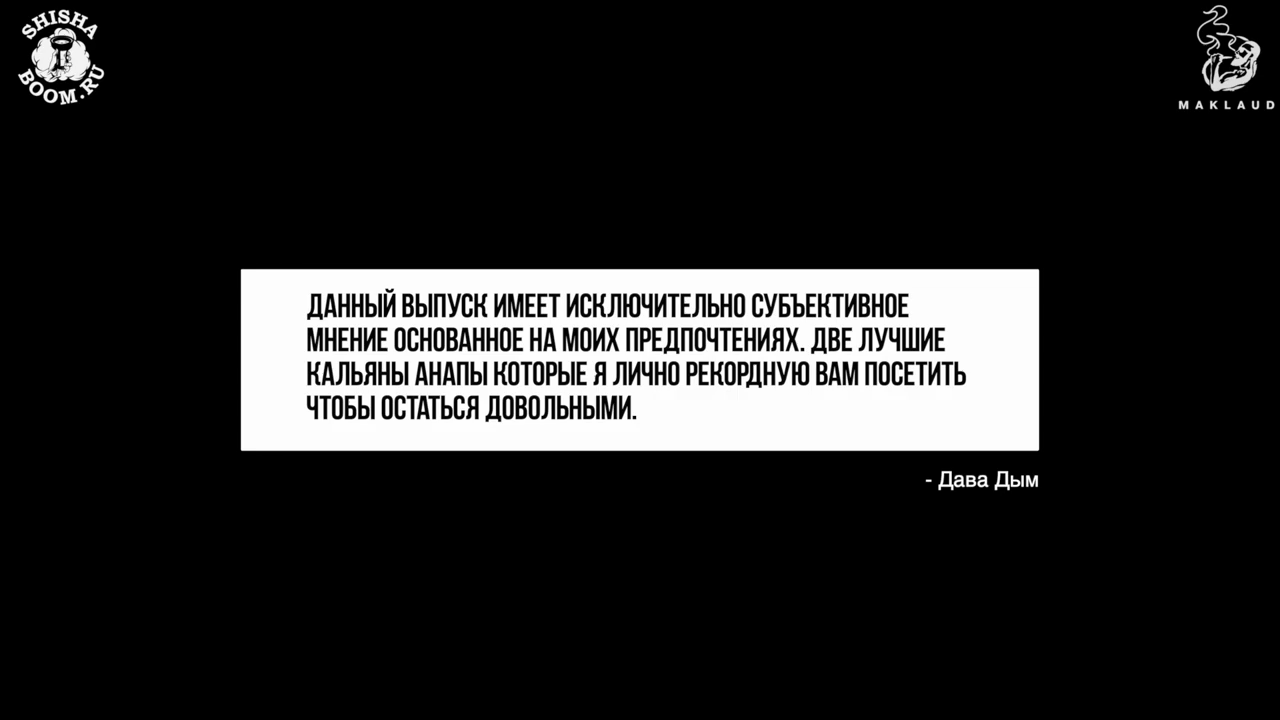 SHISHA
BOOM.RU
MAKLAUD
ДАННЫЙ ВЫПУСК ИМЕЕТ ИСКЛЮЧИТЕЛЬНО СУБЪЕКТИВНОЕ
МНЕНИЕ ОСНОВАННОЕ НА МОИХ ПРЕДПОЧТЕНИЯХ. ДВЕ ЛУЧШИЕ
КАЛЬЯНЫ АНАПЫ КОТОРЫЕ Я ЛИЧНО РЕКОРДНУЮ ВАМ ПОСЕТИТЬ
ЧТОБЫ ОСТАТЬСЯ ДОВОЛЬНЫМИ.
- Дава Дым